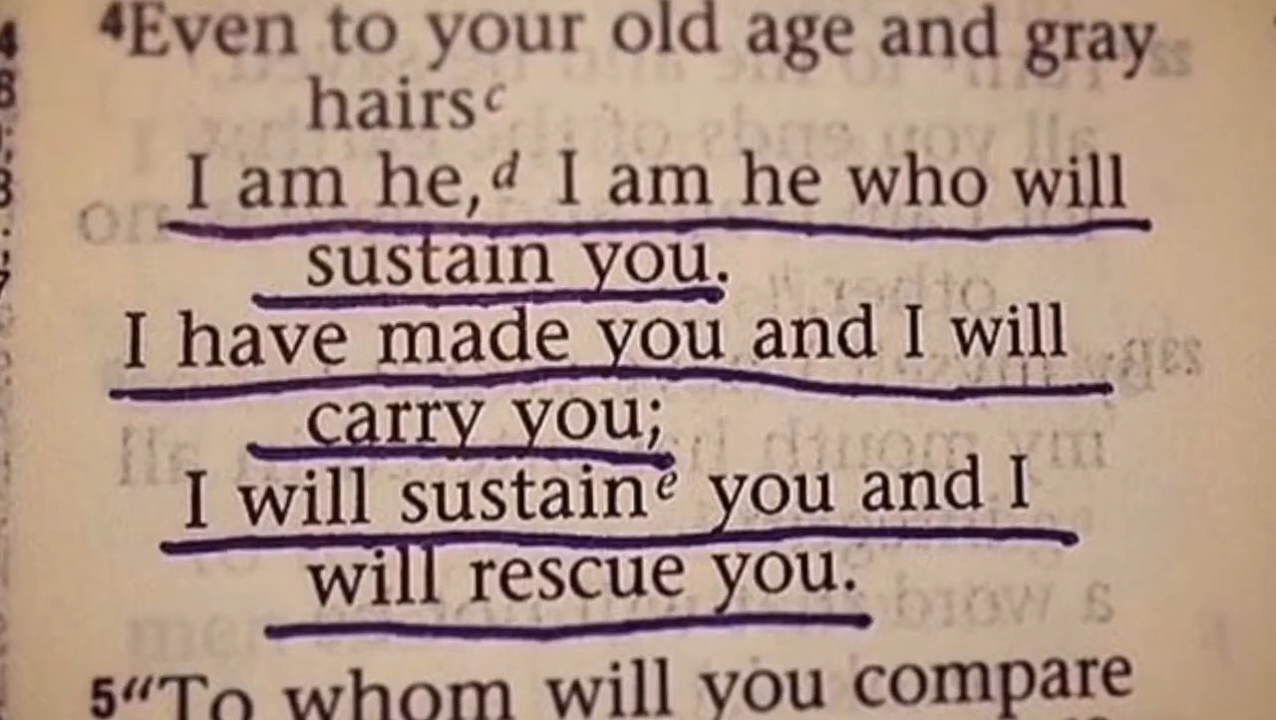 4Even to your old age and gray
hairsc
I am he,d I am he who will
sustain you.
I have made you and I will
carry you;
I will sustaine you and I
will rescue you.
5“To whom will you compare